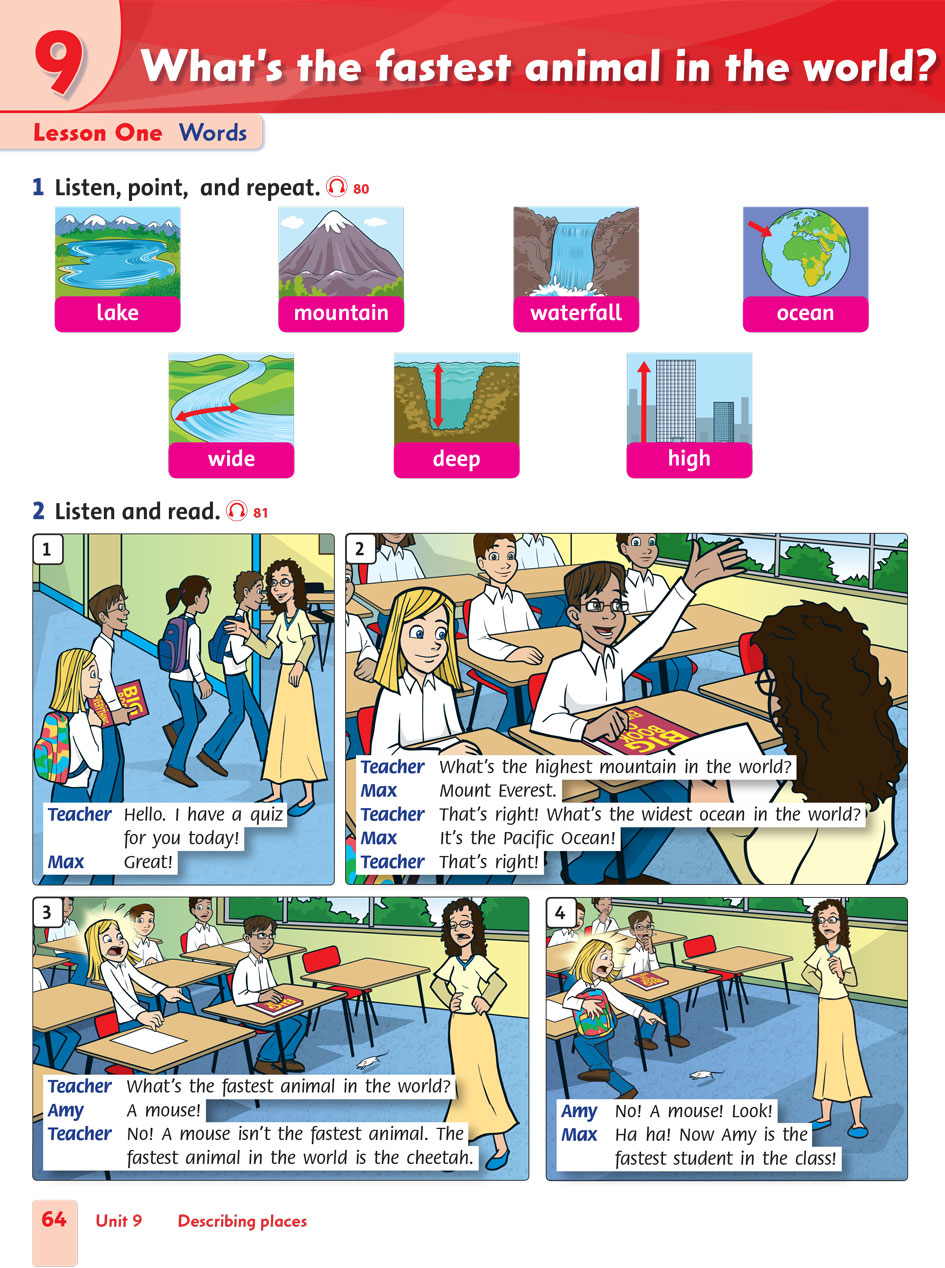 9
What's the fastest animal in the world?
Lesson One Words
1 Listen, point, and repeat. 80
lake
mountain
waterfall
ocean
wide
deep
high
2 Listen and read. 81
1
BIG
Teacher Hello. I have a quiz
for you today!
Max Great!
2
BIG
BOOK
Teacher What's the highest mountain in the world?
Max Mount Everest.
Teacher That's right! What's the widest ocean in the world?
Max It's the Pacific Ocean!
Teacher That's right!
3
BIG
Teacher What's the fastest animal in the world?
Amy A mouse!
Teacher No! A mouse isn't the fastest animal. The
fastest animal in the world is the cheetah.
4
BIG
Amy No! A mouse! Look!
Max Ha ha! Now Amy is the
fastest student in the class!
64 Unit 9 Describing places